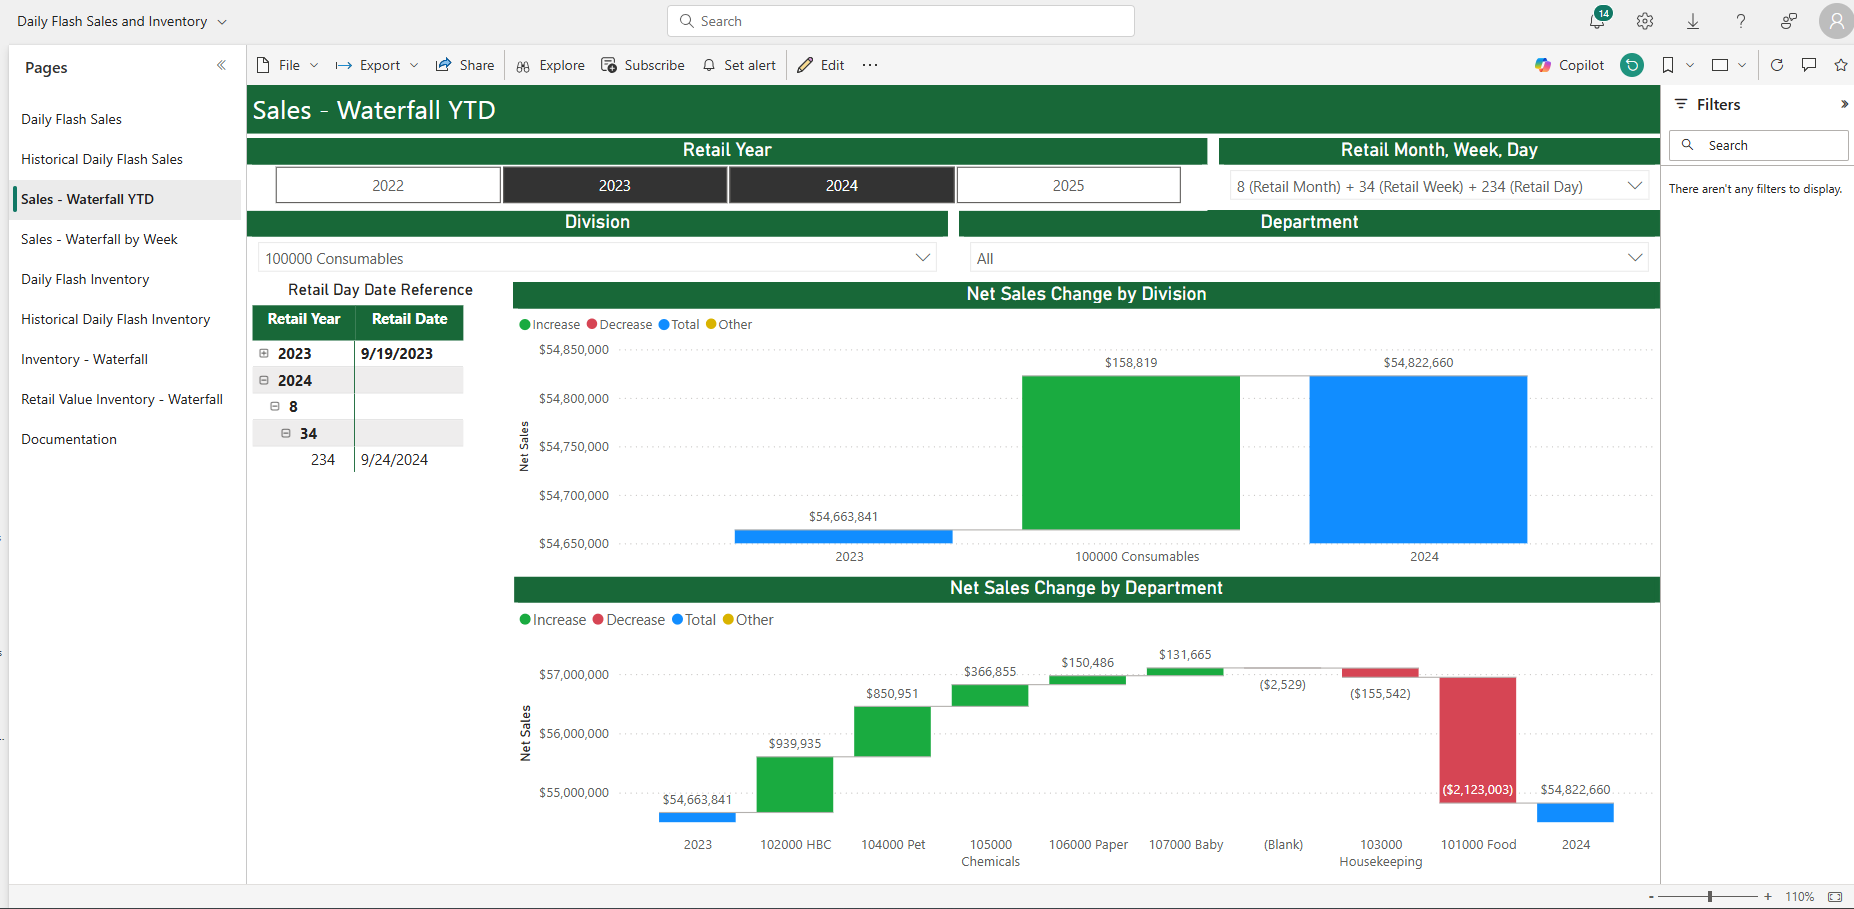 Daily Flash Sales and Inventory
Search
14
Pages
Daily Flash Sales
Historical Daily Flash Sales
Sales - Waterfall YTD
Sales - Waterfall by Week
Daily Flash Inventory
Historical Daily Flash Inventory
Inventory - Waterfall
Retail Value Inventory - Waterfall
Documentation
File Export Share Explore Subscribe Set alert Edit ... Copilot
Sales - Waterfall YTD
Retail Year
2022 2023 2024 2025
Retail Month, Week, Day
8 (Retail Month) + 34 (Retail Week) + 234 (Retail Day)
Division
100000 Consumables
Department
All
Retail Day Date Reference
Retail Year Retail Date
2023 9/19/2023
2024
8
34
234 9/24/2024
Net Sales Change by Division
Increase Decrease Total Other
Net Sales
$54,850,000
$54,800,000
$54,750,000
$54,700,000
$54,650,000
$54,663,841
$158,819
$54,822,660
2023 100000 Consumables 2024
Net Sales Change by Department
Increase Decrease Total Other
Net Sales
$57,000,000
$56,000,000
$55,000,000
$54,663,841
$939,935
$850,951
$366,855
$150,486
$131,665
($2,529)
($155,542)
($2,123,003)
$54,822,660
2023 102000 HBC 104000 Pet 105000 106000 Paper 107000 Baby (Blank) 103000 101000 Food 2024
Chemicals Housekeeping
Filters
Search
There aren't any filters to display.
- + 110%